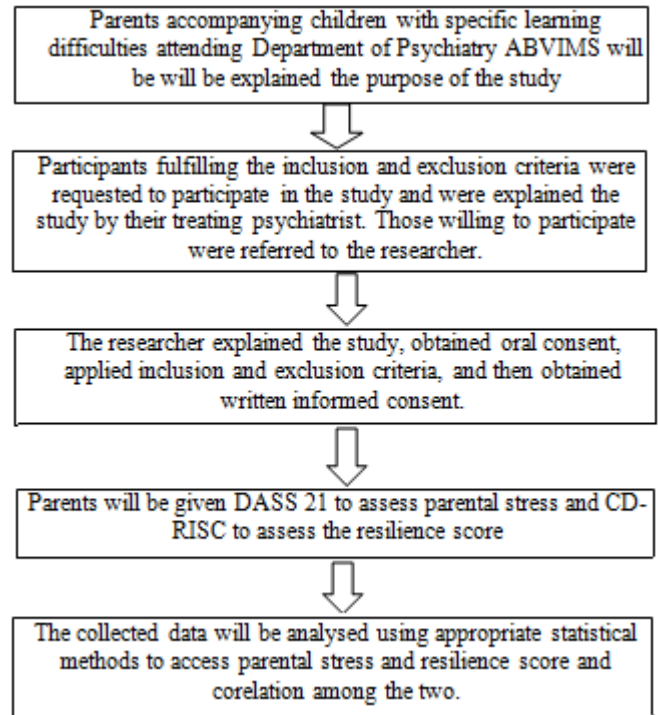 Parents accompanying children with specific learning
difficulties attending Department of Psychiatry ABVIMS will
be will be explained the purpose of the study
Participants fulfilling the inclusion and exclusion criteria were
requested to participate in the study and were explained the
study by their treating psychiatrist. Those willing to participate
were referred to the researcher.
The researcher explained the study, obtained oral consent,
applied inclusion and exclusion criteria, and then obtained
written informed consent.
Parents will be given DASS 21 to assess parental stress and CD-
RISC to assess the resilience score
The collected data will be analysed using appropriate statistical
methods to access parental stress and resilience score and
corelation among the two.